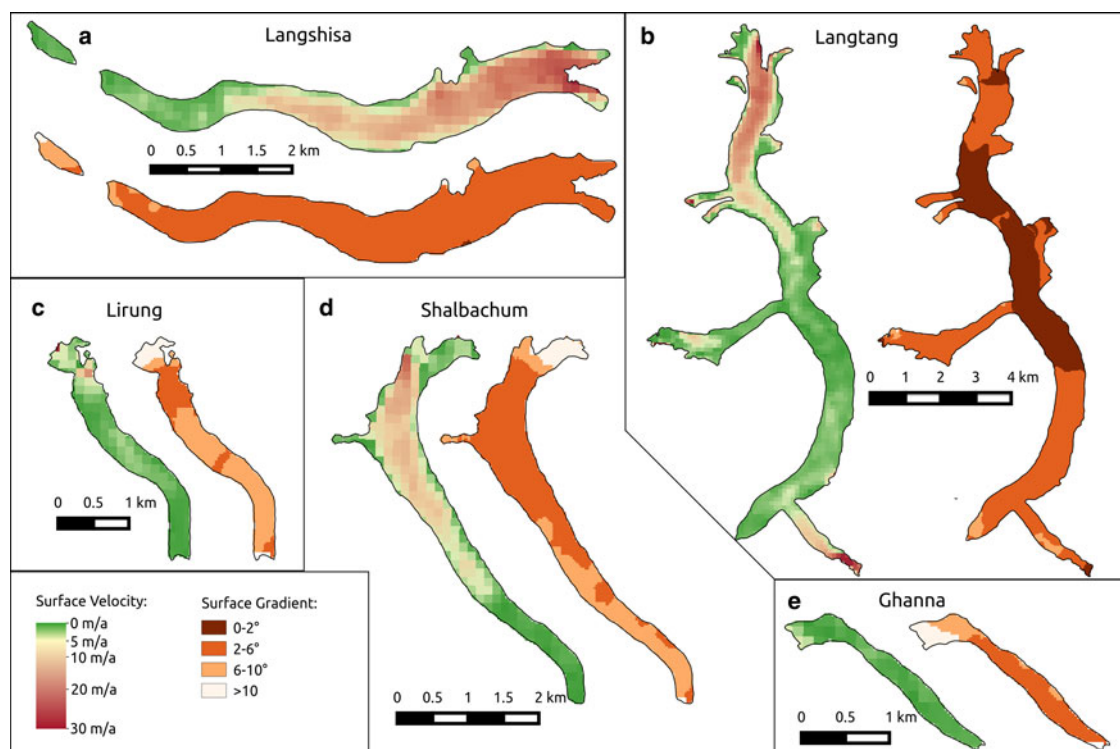 a
Langshisa
0 0.5 1 1.5 2 km
b
Langtang
0 1 2 3 4 km
c
Lirung
0 0.5 1 km
d
Shalbachum
0 0.5 1 1.5 2 km
e
Ghanna
0 0.5 1 km
Surface Velocity:
0 m/a
5 m/a
10 m/a
20 m/a
30 m/a
Surface Gradient:
0-2°
2-6°
6-10°
>10